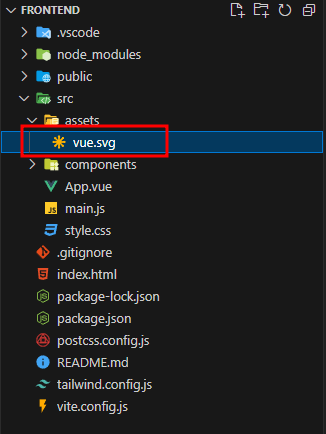 FRONTEND
.vscode
node_modules
public
src
assets
vue.svg
components
App.vue
main.js
style.css
.gitignore
index.html
package-lock.json
package.json
postcss.config.js
README.md
tailwind.config.js
vite.config.js